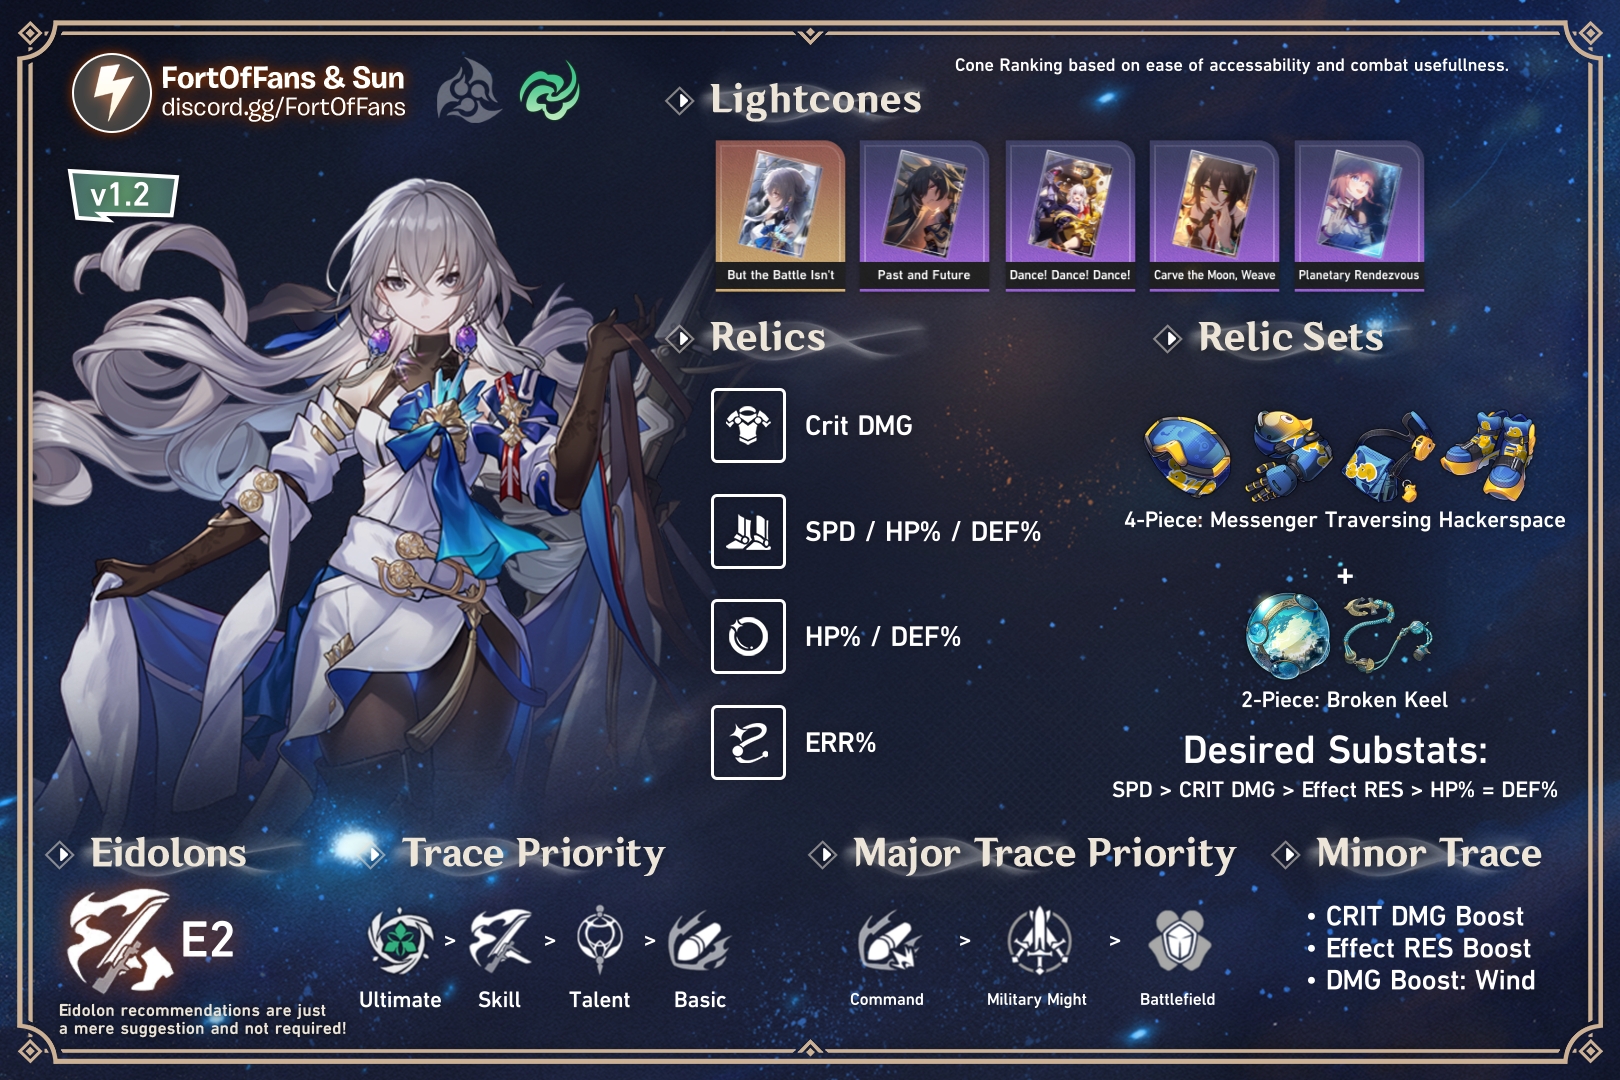 FortOfFans & Sun
discord.gg/FortOfFans
v1.2
Cone Ranking based on ease of accessability and combat usefullness.
Lightcones
But the Battle Isn't
Past and Future
Dance! Dance! Dance!
Carve the Moon, Weave
Planetary Rendezvous
Relics
Crit DMG
SPD / HP% / DEF%
HP% / DEF%
ERR%
Relic Sets
4-Piece: Messenger Traversing Hackerspace
+
2-Piece: Broken Keel
Desired Substats:
SPD > CRIT DMG > Effect RES > HP% = DEF%
Eidolons
E2
Eidolon recommendations are just
a mere suggestion and not required!
Trace Priority
> > >
Ultimate Skill Talent Basic
Major Trace Priority
> >
Command Military Might Battlefield
Minor Trace
• CRIT DMG Boost
• Effect RES Boost
• DMG Boost: Wind